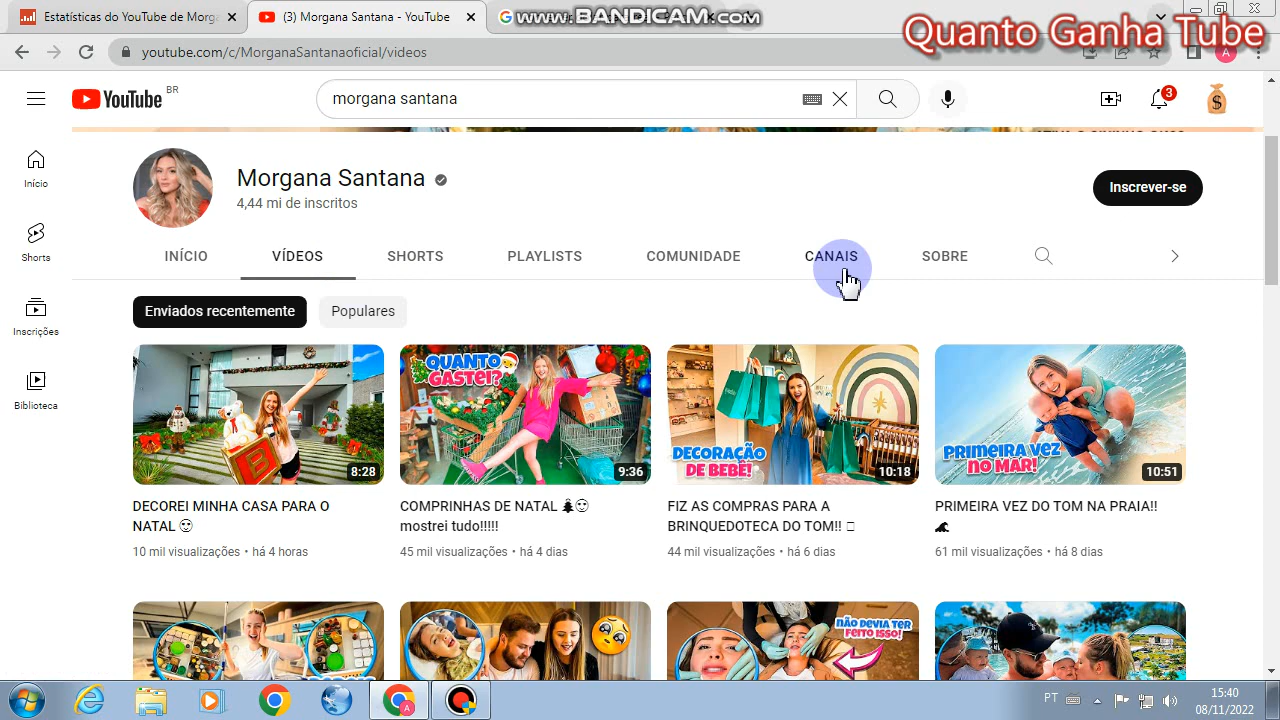 Estatísticas do YouTube de Morg
(3) Morgana Santana - YouTube
www.BANDICAM.com
Quanto Ganha Tube
youtube.com/c/MorganaSantanaoficial/videos
A
YouTube BR
morgana santana
3
Início
Shorts
Inscrições
Biblioteca
Morgana Santana
4,44 mi de inscritos
Inscrever-se
INÍCIO VÍDEOS SHORTS PLAYLISTS COMUNIDADE CANAIS SOBRE
Enviados recentemente Populares
8:28
QUANTO
GASTEI?
9:36
DECORAÇÃO
DE BEBÊ!
10:18
PRIMEIRA VEZ
NO MAR!
10:51
DECOREI MINHA CASA PARA O
NATAL
10 mil visualizações • há 4 horas
COMPRINHAS DE NATAL
mostrei tudo!!!!!
45 mil visualizações • há 4 dias
FIZ AS COMPRAS PARA A
BRINQUEDOTECA DO TOM!!
44 mil visualizações • há 6 dias
PRIMEIRA VEZ DO TOM NA PRAIA!!
61 mil visualizações • há 8 dias
NÃO DEVIA TER
FEITO ISSO!
PT
15:40
08/11/2022